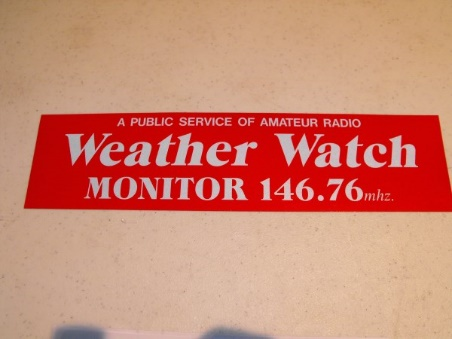 A PUBLIC SERVICE OF AMATEUR RADIO
Weather Watch
MONITOR 146.76mhz.